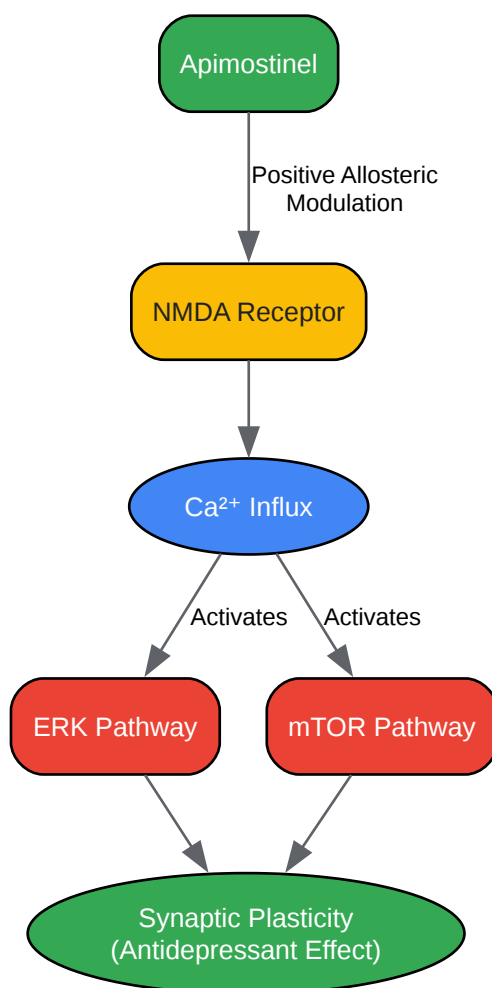 Apimostinel
Positive Allosteric
Modulation
NMDA Receptor
Ca²⁺ Influx
Activates
Activates
ERK Pathway
mTOR Pathway
Synaptic Plasticity
(Antidepressant Effect)